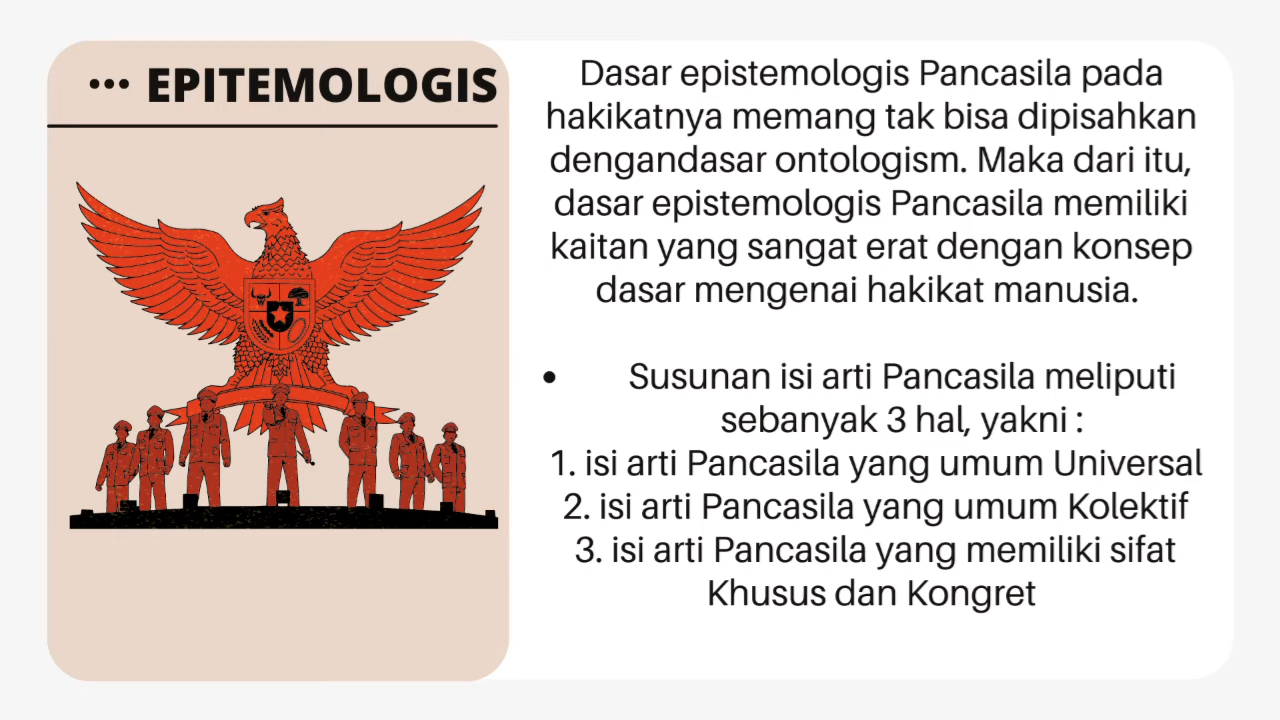 ••• EPITEMOLOGIS
Dasar epistemologis Pancasila pada
hakikatnya memang tak bisa dipisahkan
dengandasar ontologism. Maka dari itu,
dasar epistemologis Pancasila memiliki
kaitan yang sangat erat dengan konsep
dasar mengenai hakikat manusia.
• Susunan isi arti Pancasila meliputi
sebanyak 3 hal, yakni :
1. isi arti Pancasila yang umum Universal
2. isi arti Pancasila yang umum Kolektif
3. isi arti Pancasila yang memiliki sifat
Khusus dan Kongret